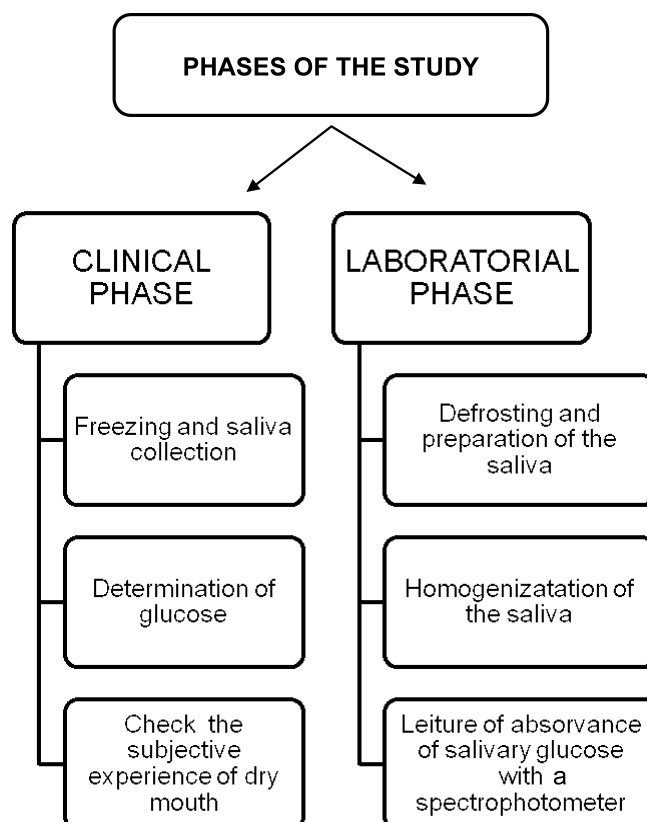 PHASES OF THE STUDY
CLINICAL
PHASE
Freezing and saliva
collection
Determination of
glucose
Check the
subjective
experience of dry
mouth
LABORATORIAL
PHASE
Defrosting and
preparation of the
saliva
Homogenizatation of
the saliva
Leiture of absorvance
of salivary glucose
with a
spectrophotometer